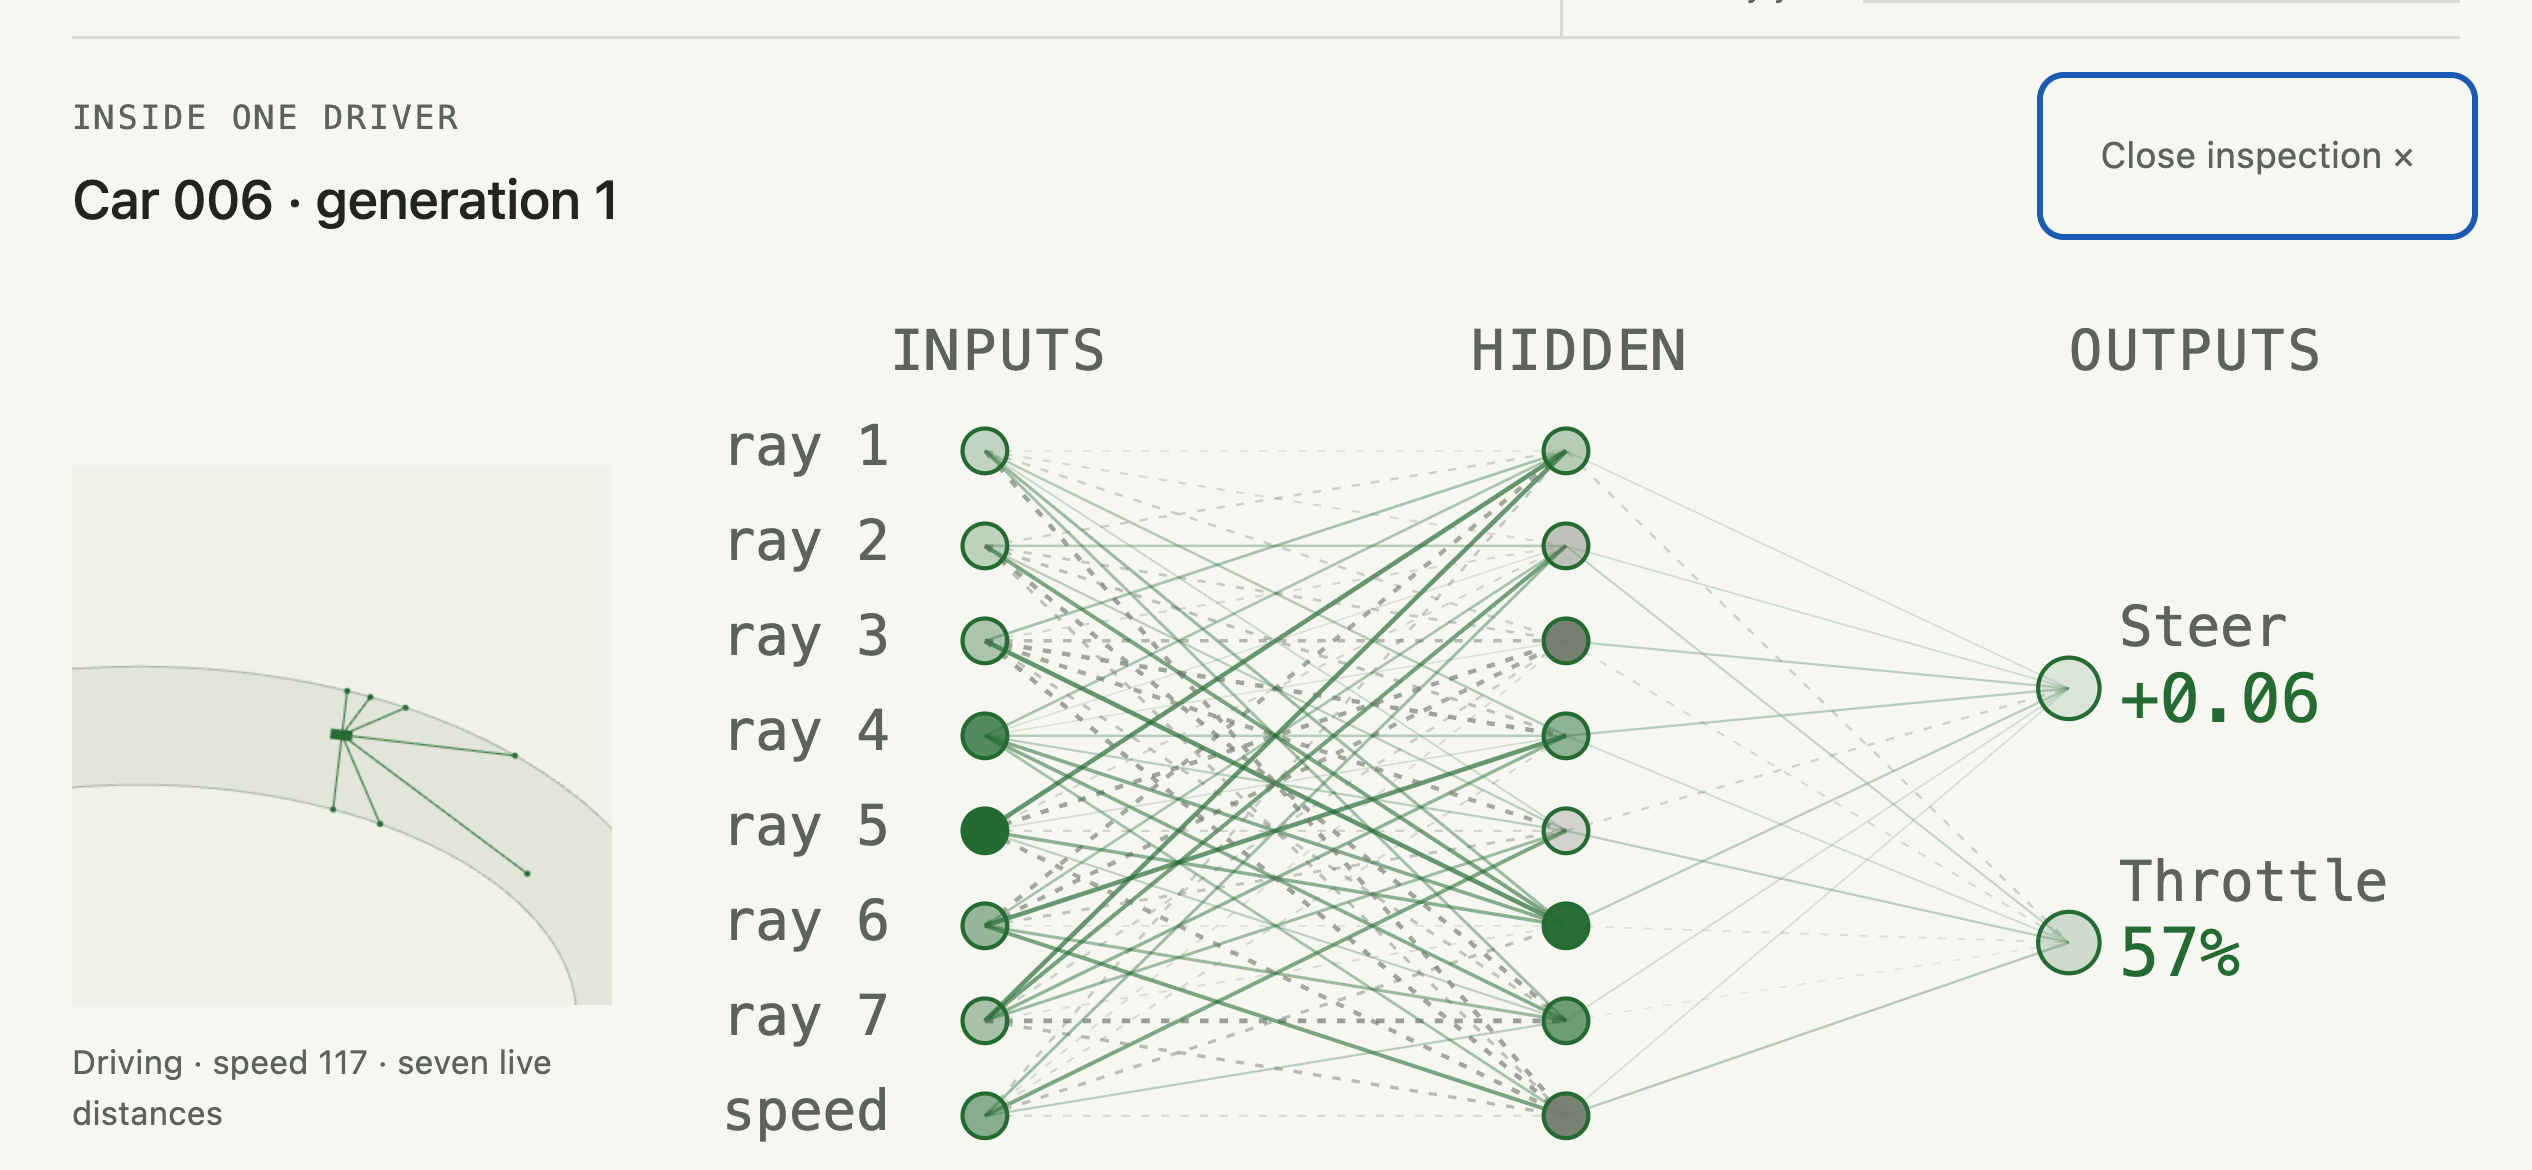 INSIDE ONE DRIVER
Car 006 · generation 1
Close inspection ×
INPUTS
HIDDEN
OUTPUTS
ray 1
ray 2
ray 3
ray 4
ray 5
ray 6
ray 7
speed
Steer
+0.06
Throttle
57%
Driving · speed 117 · seven live
distances